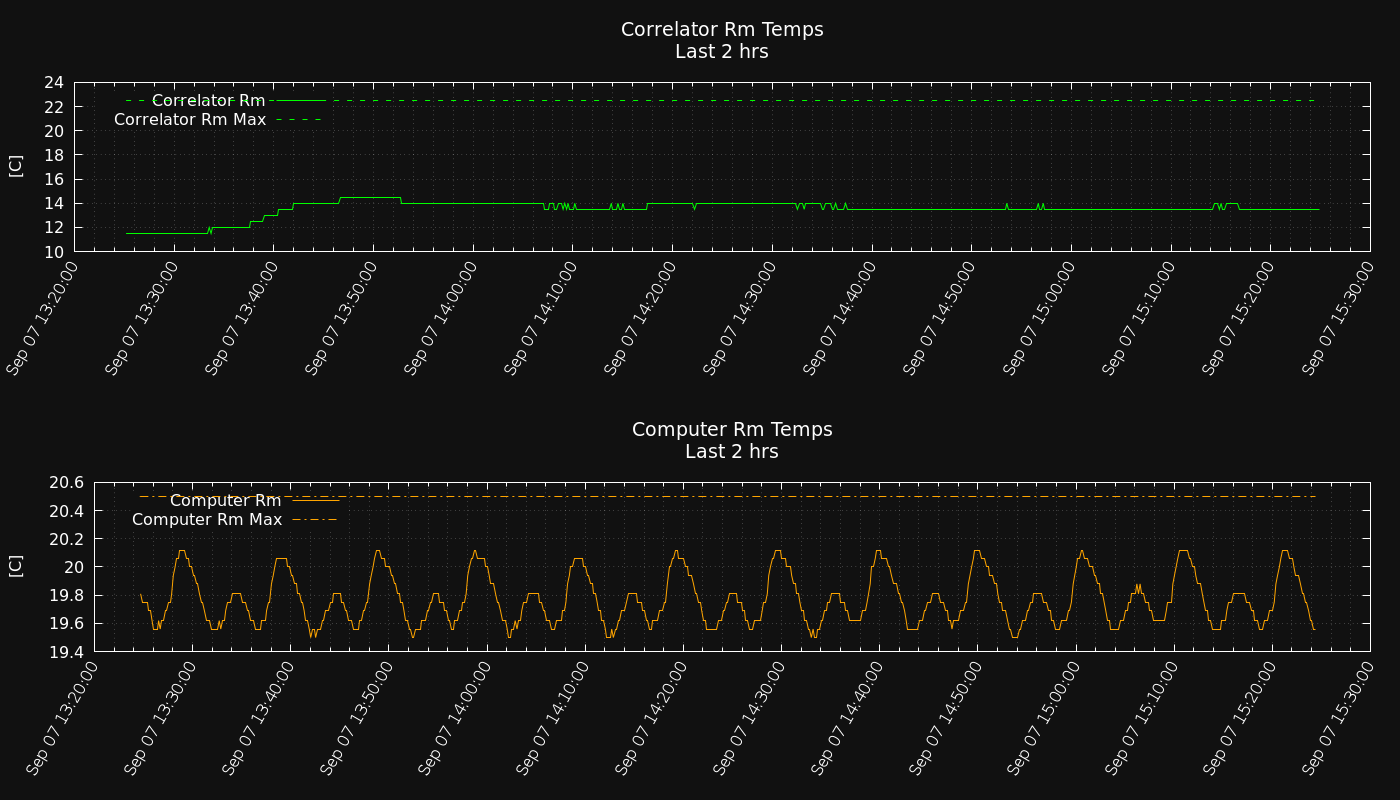 Correlator Rm Temps
Last 2 hrs
24
22
20
18
16
14
12
10
[C]
Correlator Rm
Correlator Rm Max
Sep 07 13:20:00
Sep 07 13:30:00
Sep 07 13:40:00
Sep 07 13:50:00
Sep 07 14:00:00
Sep 07 14:10:00
Sep 07 14:20:00
Sep 07 14:30:00
Sep 07 14:40:00
Sep 07 14:50:00
Sep 07 15:00:00
Sep 07 15:10:00
Sep 07 15:20:00
Sep 07 15:30:00
Computer Rm Temps
Last 2 hrs
20.6
20.4
20.2
20
19.8
19.6
19.4
[C]
Computer Rm
Computer Rm Max
Sep 07 13:20:00
Sep 07 13:30:00
Sep 07 13:40:00
Sep 07 13:50:00
Sep 07 14:00:00
Sep 07 14:10:00
Sep 07 14:20:00
Sep 07 14:30:00
Sep 07 14:40:00
Sep 07 14:50:00
Sep 07 15:00:00
Sep 07 15:10:00
Sep 07 15:20:00
Sep 07 15:30:00